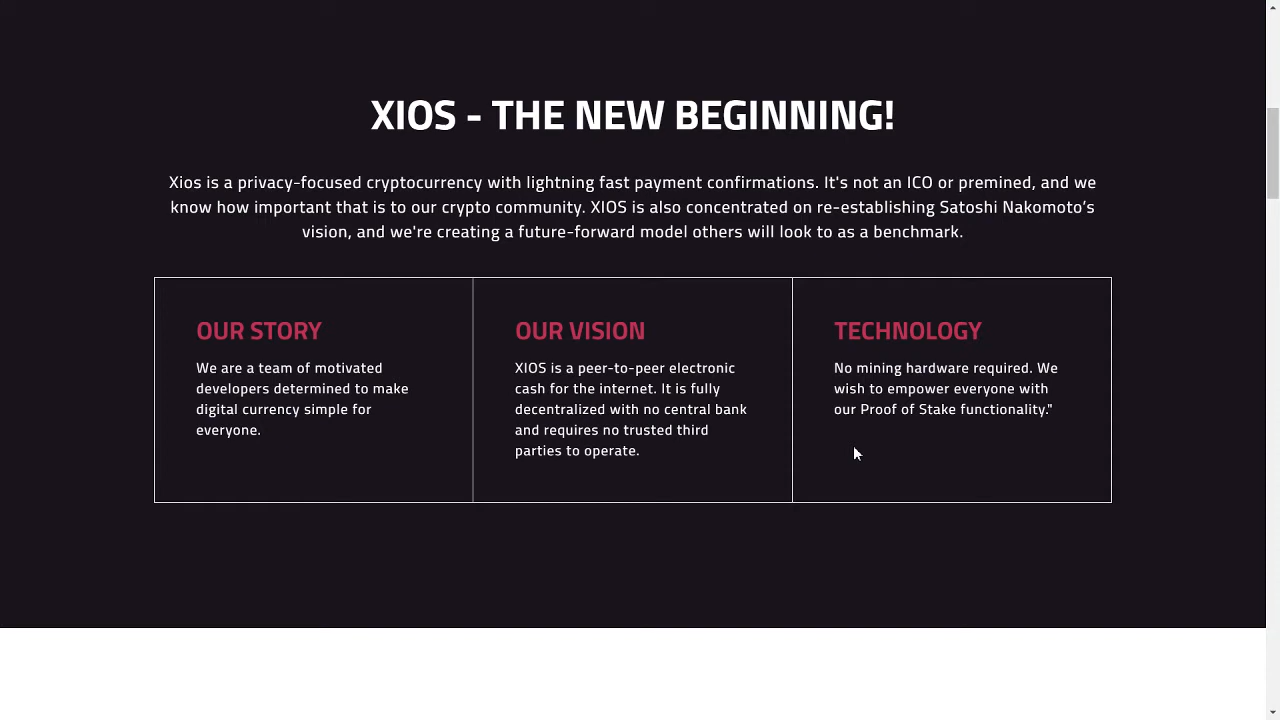 XIOS - THE NEW BEGINNING!
Xios is a privacy-focused cryptocurrency with lightning fast payment confirmations. It's not an ICO or premined, and we
know how important that is to our crypto community. XIOS is also concentrated on re-establishing Satoshi Nakomoto’s
vision, and we're creating a future-forward model others will look to as a benchmark.
OUR STORY
We are a team of motivated
developers determined to make
digital currency simple for
everyone.
OUR VISION
XIOS is a peer-to-peer electronic
cash for the internet. It is fully
decentralized with no central bank
and requires no trusted third
parties to operate.
TECHNOLOGY
No mining hardware required. We
wish to empower everyone with
our Proof of Stake functionality."